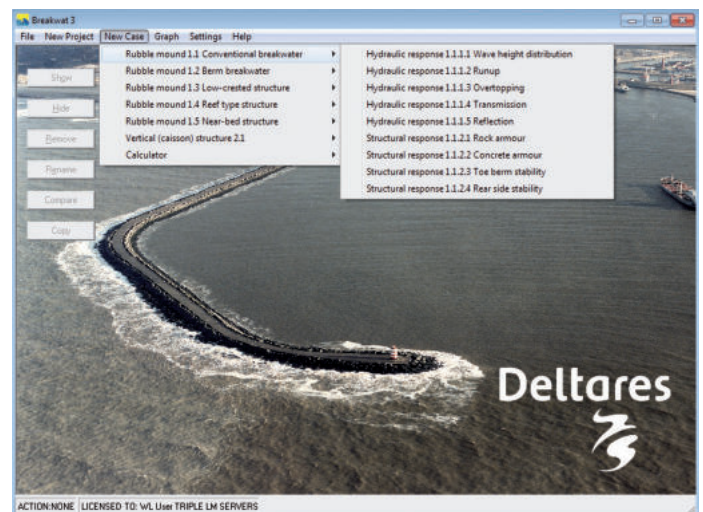 Breakwat 3
File New Project New Case Graph Settings Help
Rubble mound 1.1 Conventional breakwater
Rubble mound 1.2 Berm breakwater
Rubble mound 1.3 Low-crested structure
Rubble mound 1.4 Reef type structure
Rubble mound 1.5 Near-bed structure
Vertical (caisson) structure 2.1
Calculator
Hydraulic response 1.1.1.1 Wave height distribution
Hydraulic response 1.1.1.2 Runup
Hydraulic response 1.1.1.3 Overtopping
Hydraulic response 1.1.1.4 Transmission
Hydraulic response 1.1.1.5 Reflection
Structural response 1.1.2.1 Rock armour
Structural response 1.1.2.2 Concrete armour
Structural response 1.1.2.3 Toe berm stability
Structural response 1.1.2.4 Rear side stability
Show
Hide
Remove
Rename
Compare
Copy
Deltares
ACTION:NONE LICENSED TO: WL User TRIPLE LM SERVERS